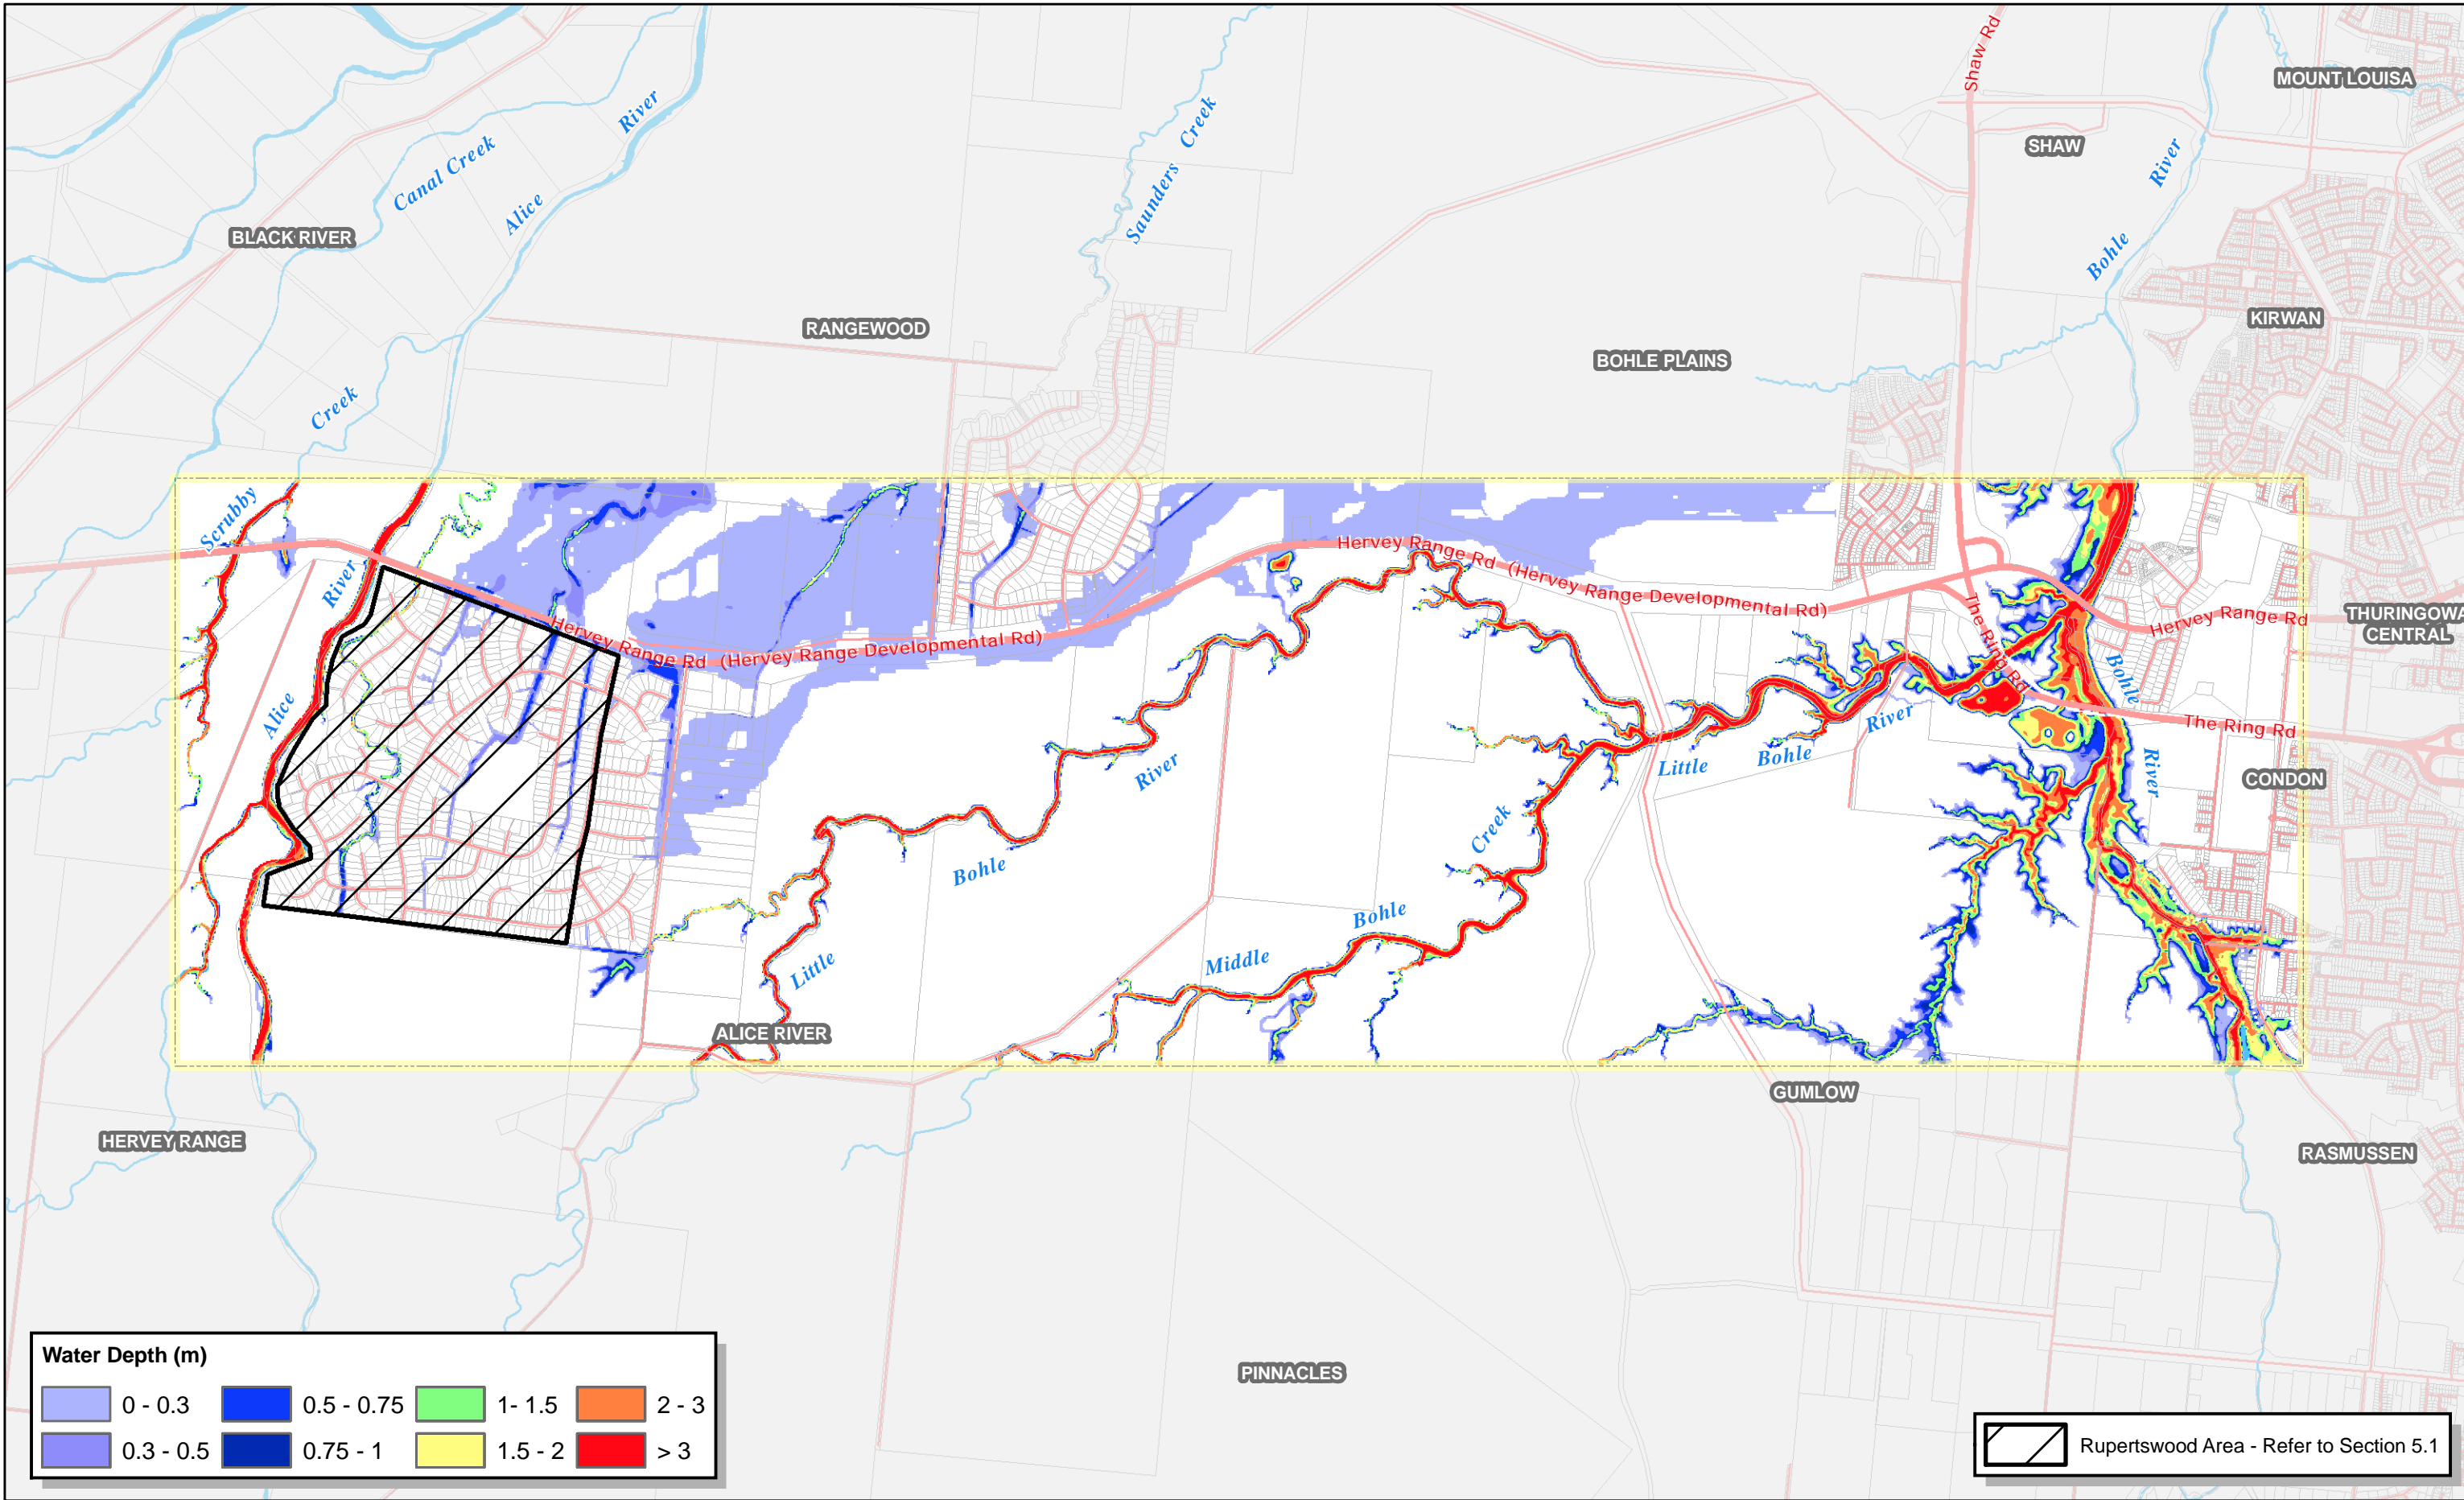 Shaw Rd
MOUNT LOUISA
SHAW
River
Canal Creek
Saunders Creek
River
Alice
BLACK RIVER
Bohle
RANGEWOOD
KIRWAN
BOHLE PLAINS
Creek
Scrubby
Hervey Range Rd (Hervey Range Developmental Rd)
River
Hervey Range Rd (Hervey Range Developmental Rd)
The Ring Rd
Hervey Range Rd
THURINGOWA
CENTRAL
Bohle
Alice
River
The Ring Rd
River
Little
Bohle
River
CONDON
Creek
Bohle
Bohle
Middle
Little
ALICE RIVER
GUMLOW
HERVEY RANGE
RASMUSSEN
PINNACLES
Water Depth (m)
0 - 0.3 0.5 - 0.75 1- 1.5 2 - 3
0.3 - 0.5 0.75 - 1 1.5 - 2 > 3
Rupertswood Area - Refer to Section 5.1